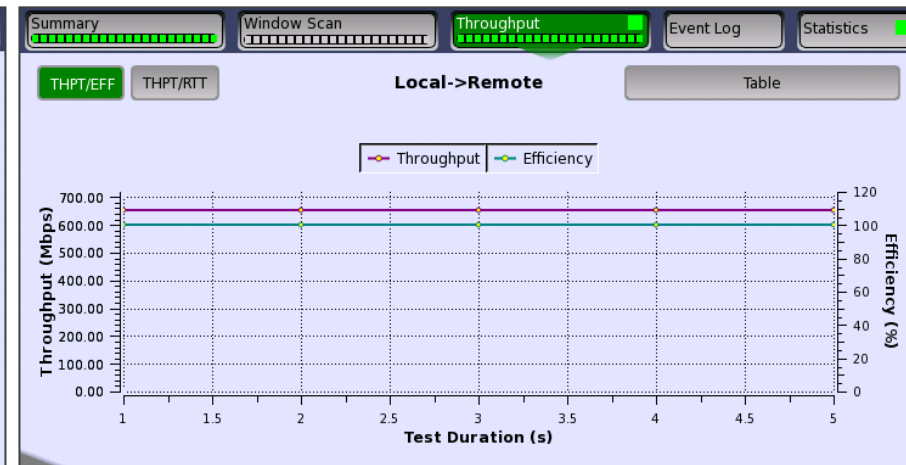 Summary
Window Scan
Throughput
Event Log
Statistics
THPT/EFF
THPT/RTT
Local->Remote
Table
Throughput
Efficiency
Throughput (Mbps)
700.00
600.00
500.00
400.00
300.00
200.00
100.00
0.00
120
100
80
60
40
20
0
Efficiency (%)
1 1.5 2 2.5 3 3.5 4 4.5 5
Test Duration (s)